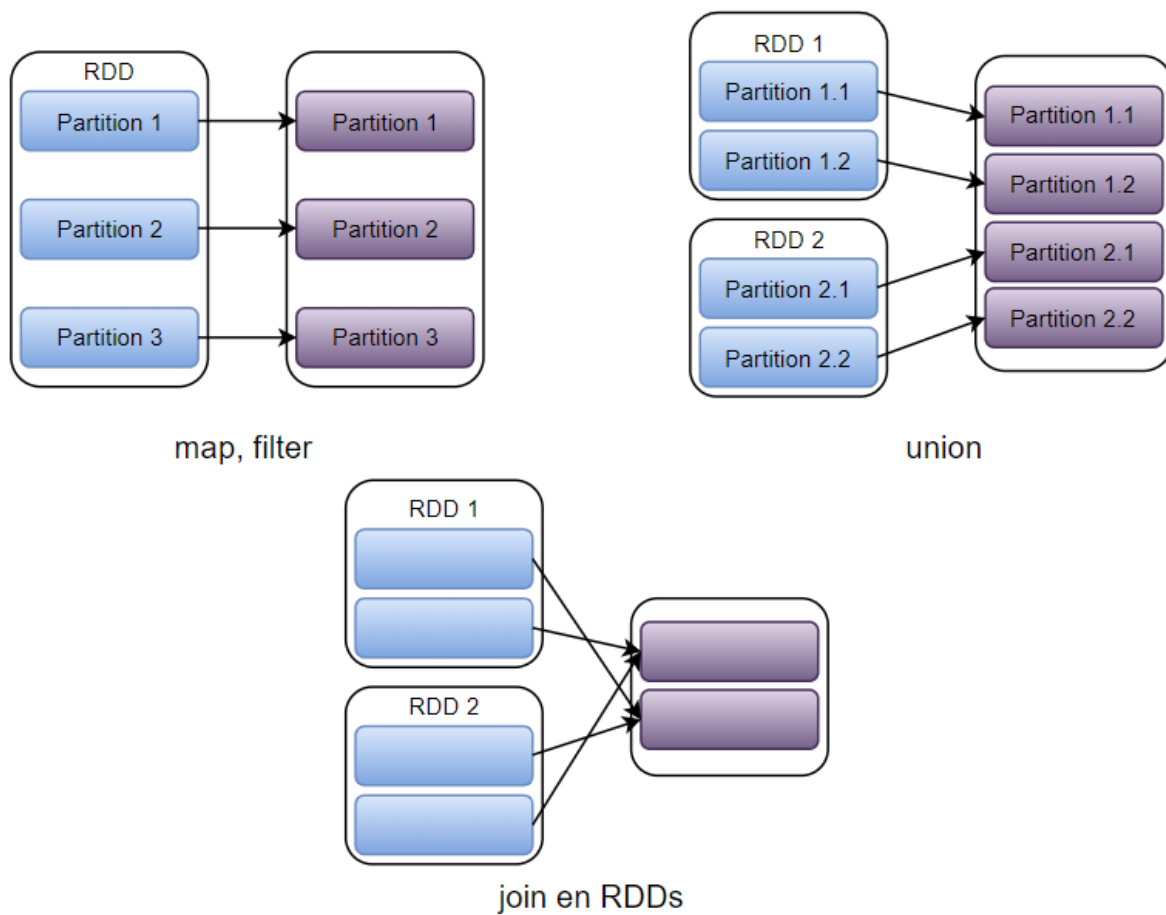 RDD
Partition 1
Partition 2
Partition 3
Partition 1
Partition 2
Partition 3
map, filter
RDD 1
Partition 1.1
Partition 1.2
RDD 2
Partition 2.1
Partition 2.2
Partition 1.1
Partition 1.2
Partition 2.1
Partition 2.2
union
RDD 1
RDD 2
join en RDDs